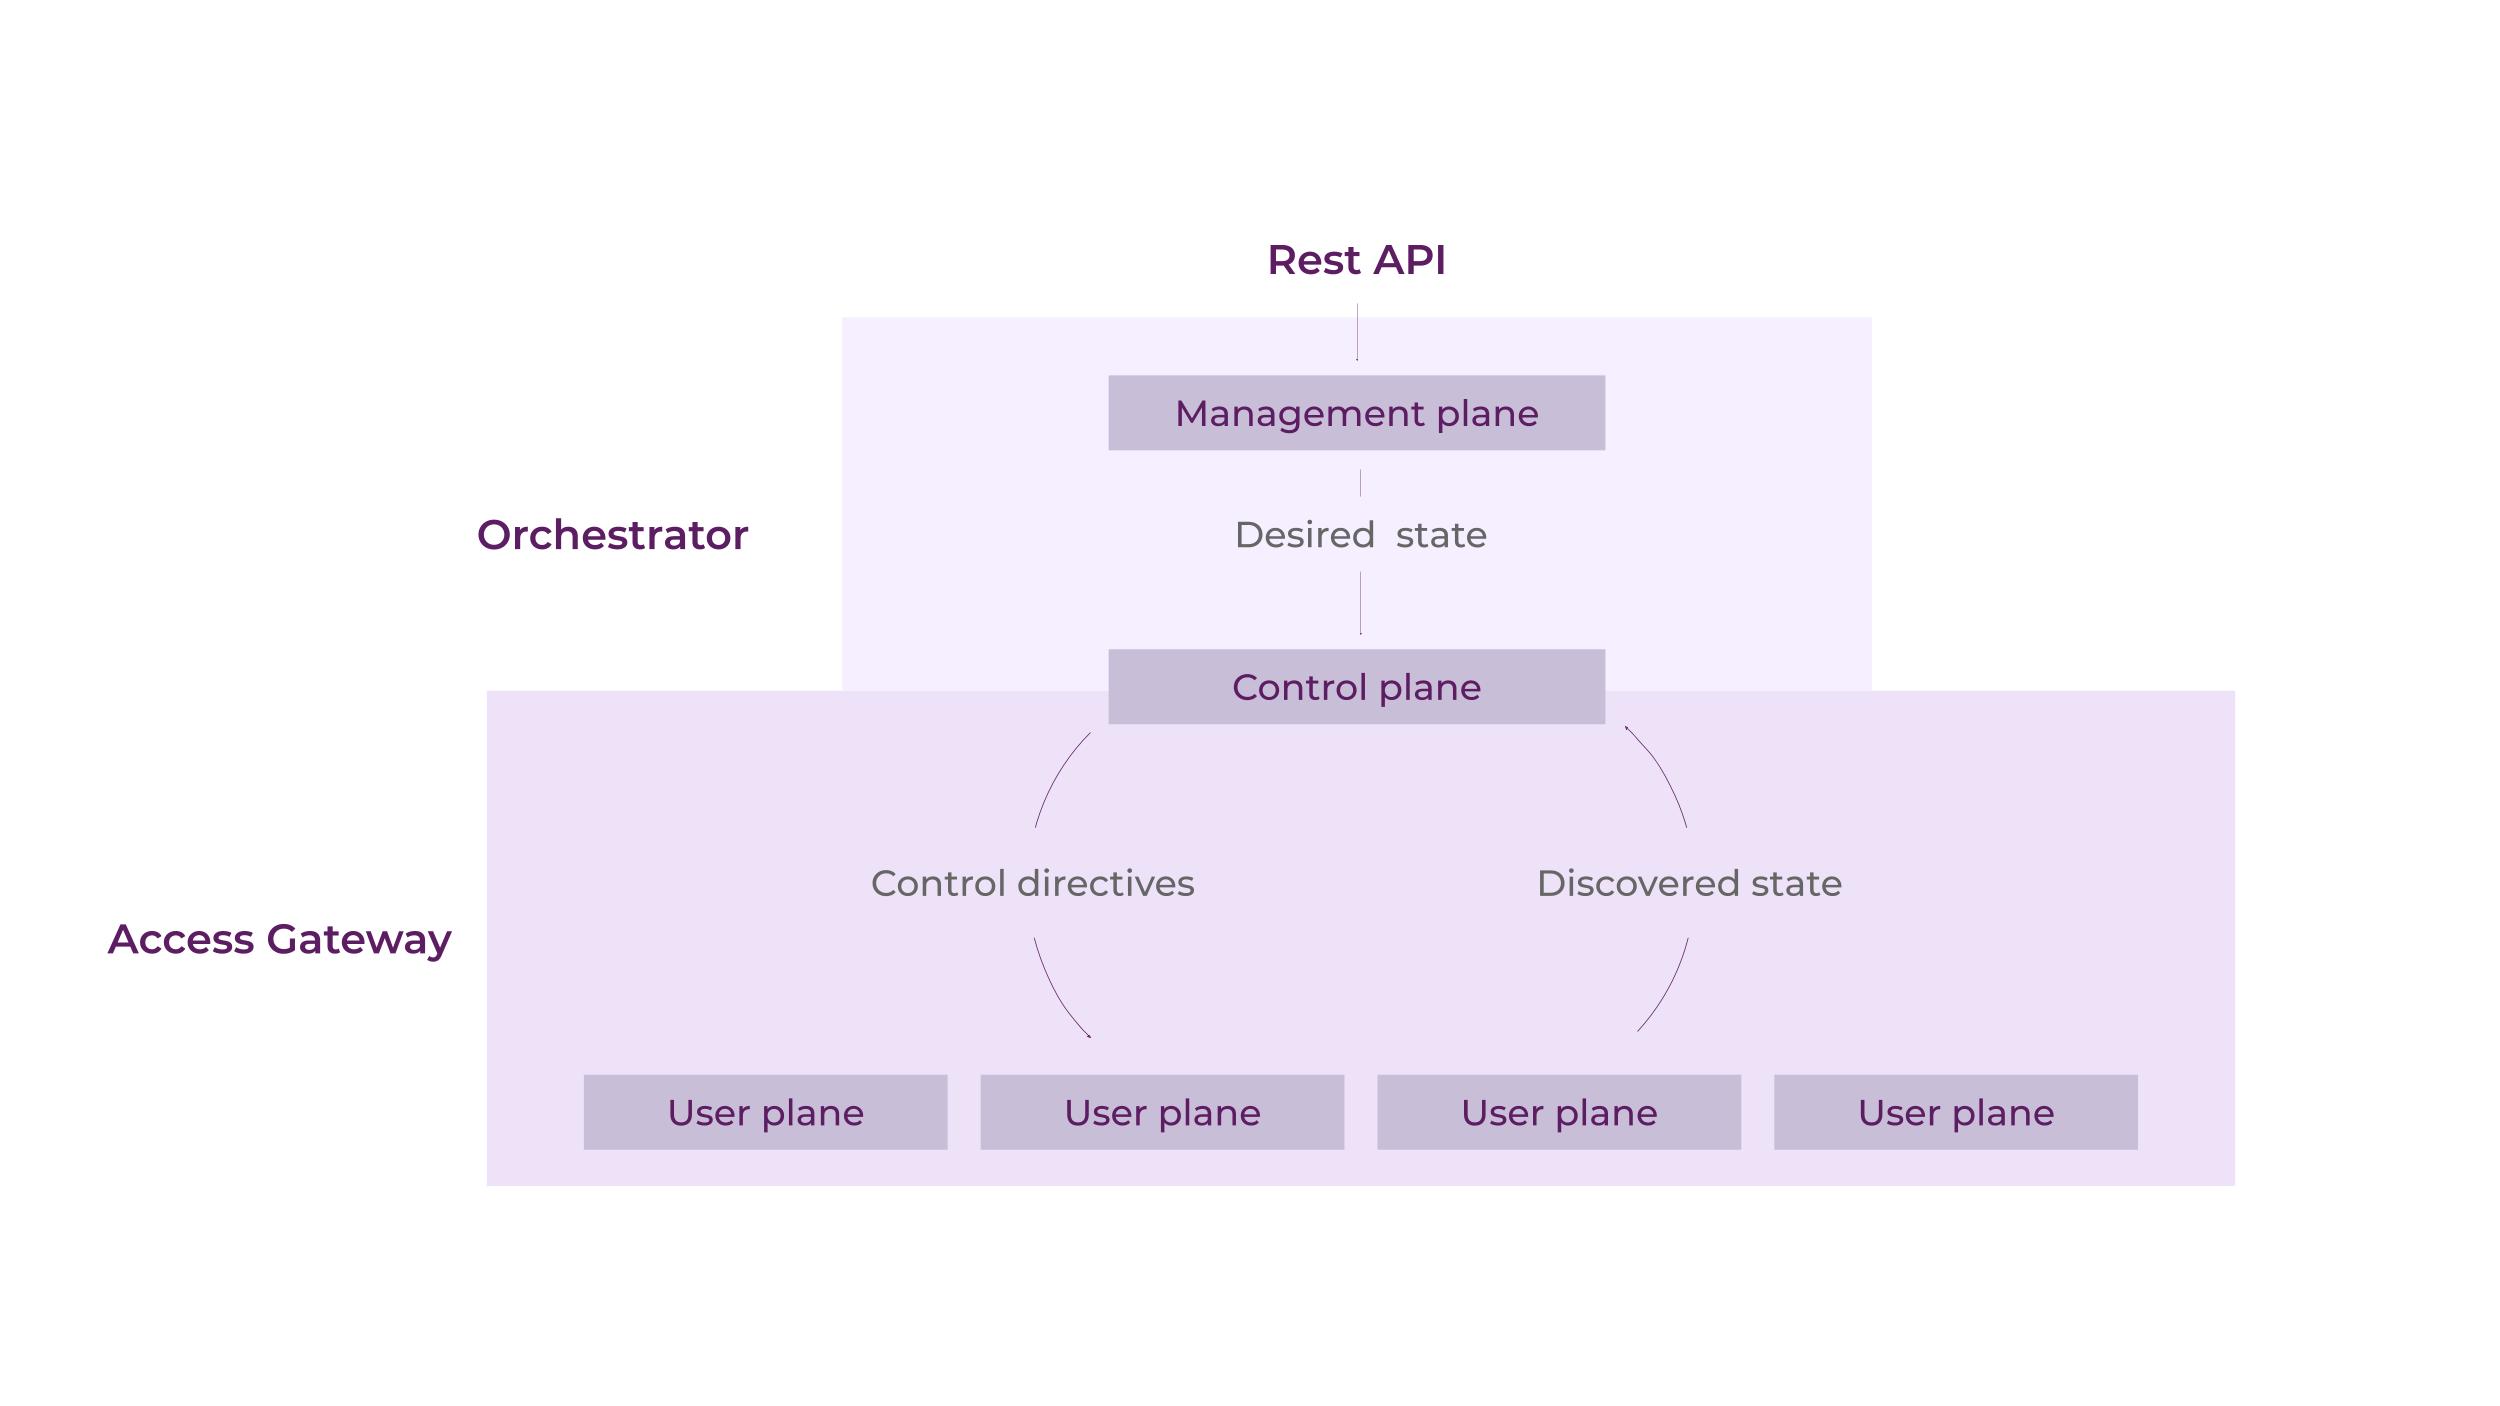 Rest API
Management plane
Orchestrator
Desired  state
Control plane
Control directives
Discovered state
Access Gateway
User plane
User plane
User plane
User plane